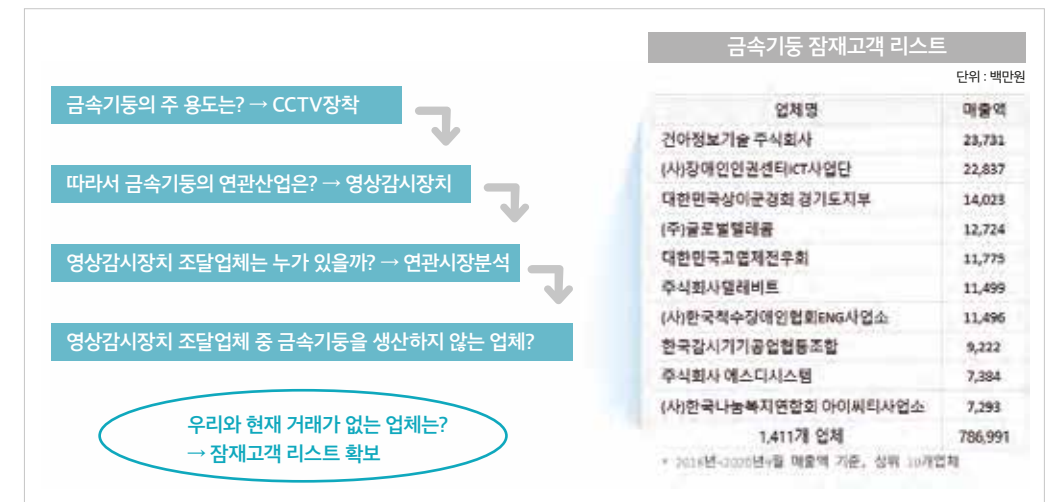 금속기둥 잠재고객 리스트
단위 : 백만원
금속기둥의 주 용도는? → CCTV장착
따라서 금속기둥의 연관산업은? → 영상감시장치
영상감시장치 조달업체는 누가 있을까? → 연관시장분석
영상감시장치 조달업체 중 금속기둥을 생산하지 않는 업체?
우리와 현재 거래가 없는 업체는?
→ 잠재고객 리스트 확보
업체명 매출액
건아정보기술 주식회사 23,731
(사)장애인인권센터ICT사업단 22,837
대한민국상이군경회 경기도지부 14,023
(주)글로벌텔레콤 12,724
대한민국고엽제전우회 11,775
주식회사 11,499
(사)한국척수장애인협회ENG사업소 11,496
한국감시기기공업협동조합 9,222
주식회사 에스디시스템 7,384
(사)한국나눔복지연합회 아이씨티사업소 7,293
1,411개 업체 786,991
* 매출액 기준, 상위 10개업체